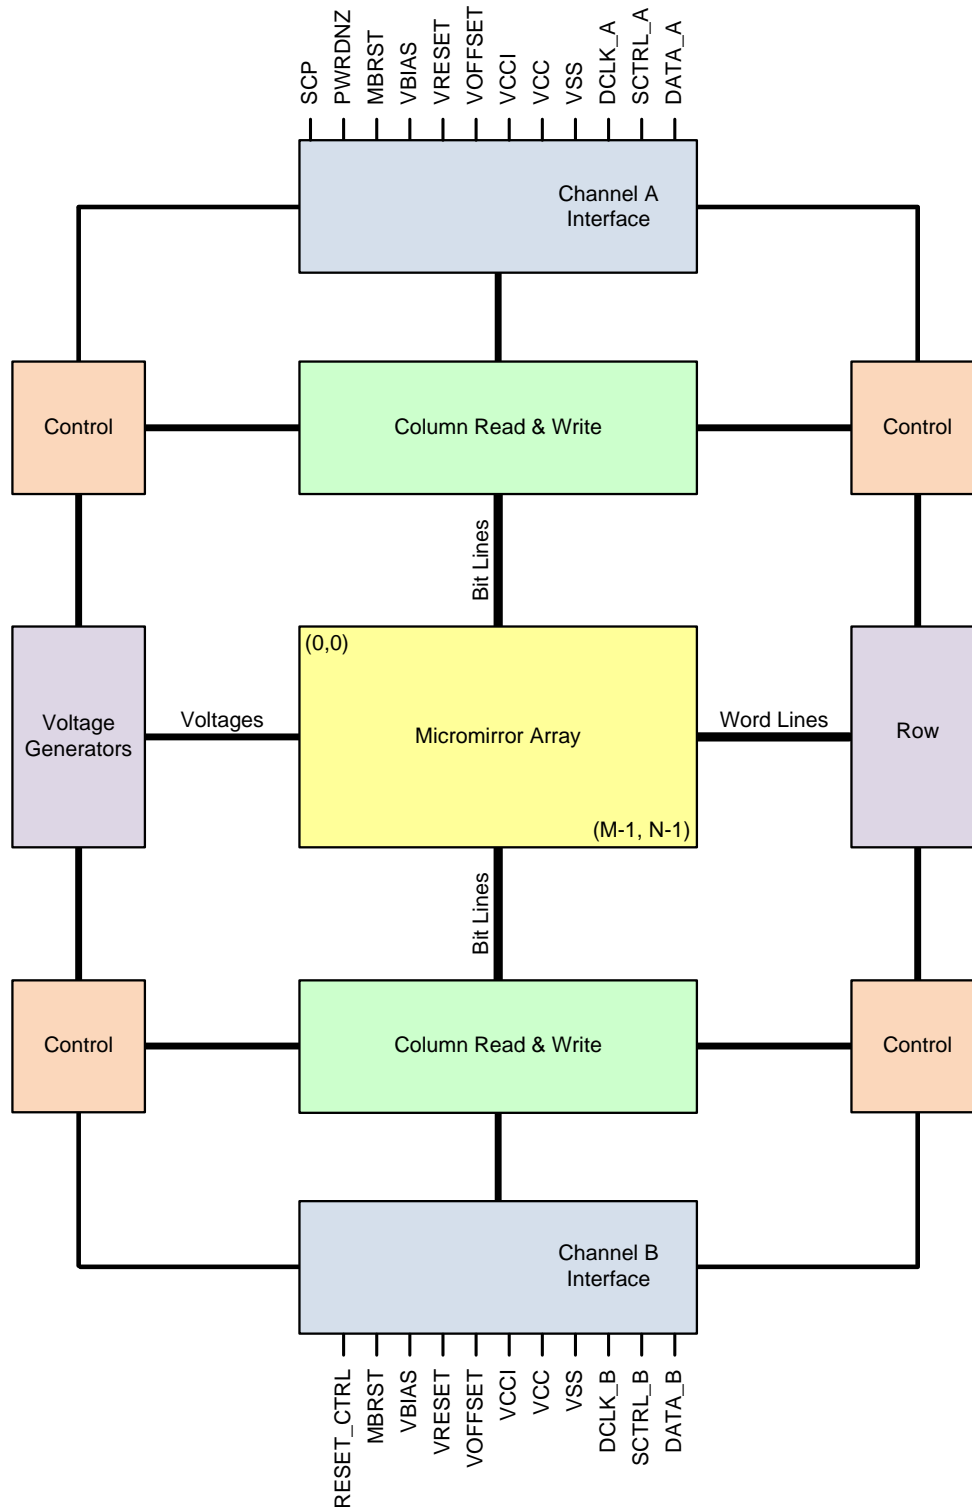 SCP
PWRDNZ
MBRST
VBIAS
VRESET
VOFFSET
VCCI
VCC
VSS
DCLK_A
SCTRL_A
DATA_A
Channel A
Interface
Control
Column Read & Write
Control
Bit Lines
(0,0)
Voltage
Generators
Voltages
Micromirror Array
Word Lines
Row
(M-1, N-1)
Bit Lines
Control
Column Read & Write
Control
Channel B
Interface
RESET_CTRL
MBRST
VBIAS
VRESET
VOFFSET
VCCI
VCC
VSS
DCLK_B
SCTRL_B
DATA_B